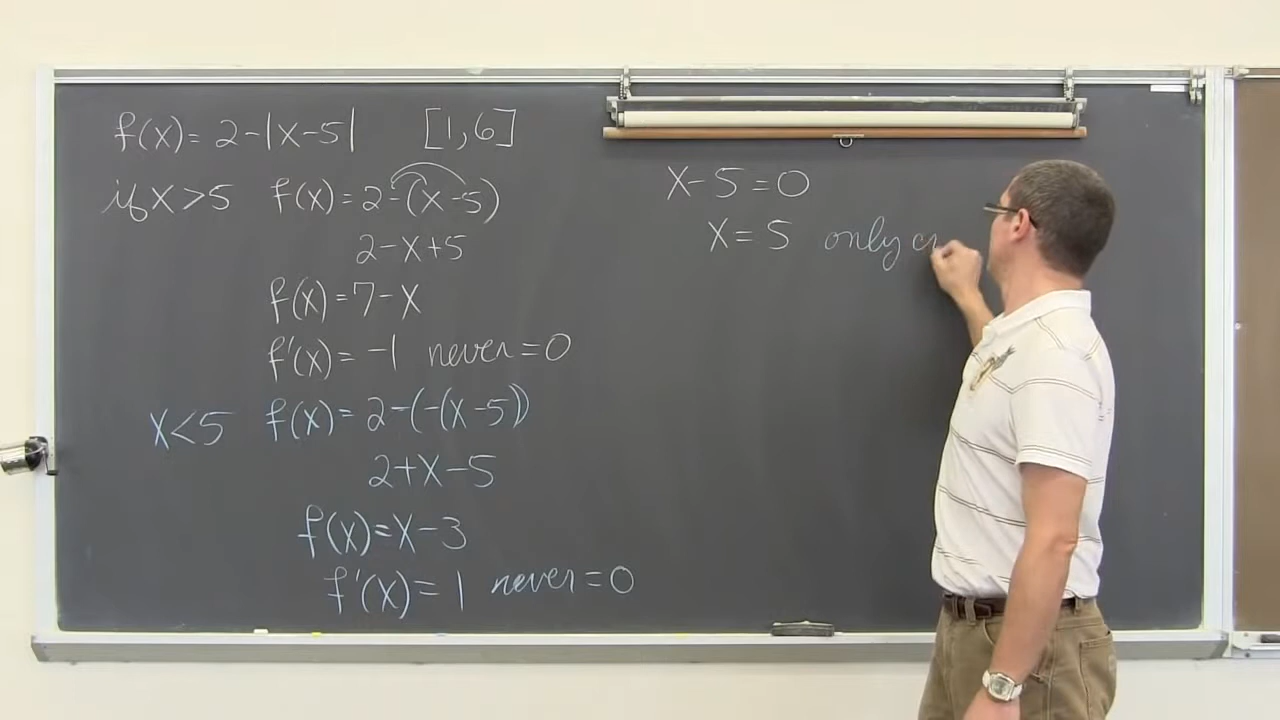 f(x)=2-|x-5| [1,6]
if x>5 f(x)=2-(x-5)
2-x+5
f(x)=7-x
f'(x)=-1 never=0
x<5 f(x)=2-(-(x-5))
2+x-5
f(x)=x-3
f'(x)=1 never=0
x-5=0
x=5 only